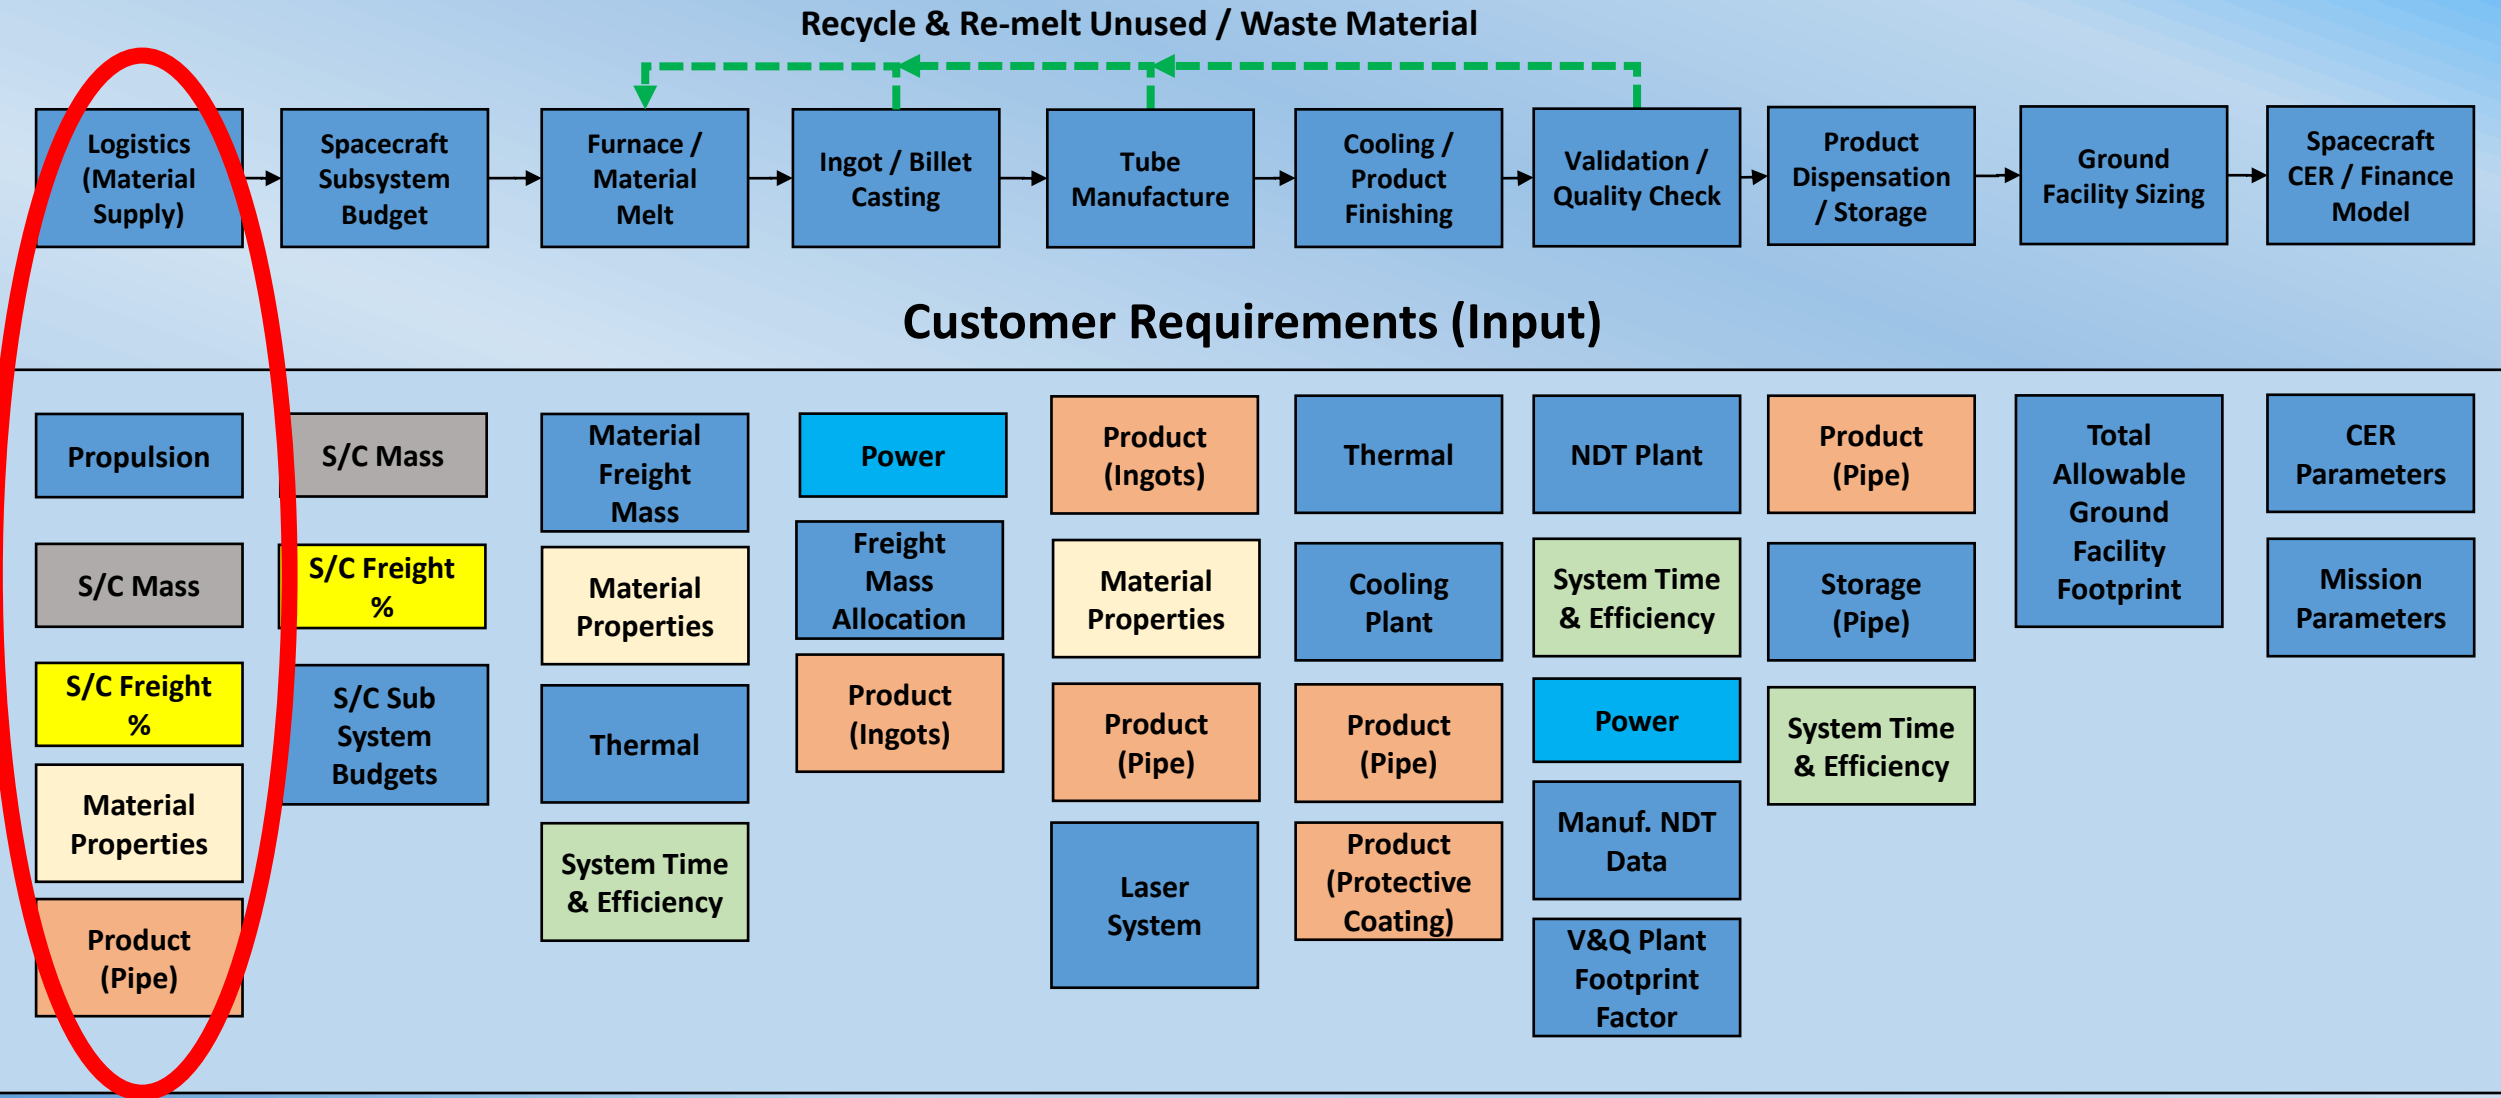 Recycle & Re-melt Unused / Waste Material
Logistics
(Material
Supply)
Spacecraft
Subsystem
Budget
Furnace /
Material
Melt
Ingot / Billet
Casting
Tube
Manufacture
Cooling /
Product
Finishing
Validation /
Quality Check
Product
Dispensation
/ Storage
Ground
Facility Sizing
Spacecraft
CER / Finance
Model
Customer Requirements (Input)
Propulsion
S/C Mass
S/C Freight
%
Material
Properties
Product
(Pipe)
S/C Mass
S/C Freight
%
S/C Sub
System
Budgets
Material
Freight
Mass
Material
Properties
Thermal
System Time
& Efficiency
Power
Freight
Mass
Allocation
Product
(Ingots)
Product
(Ingots)
Material
Properties
Product
(Pipe)
Laser
System
Thermal
Cooling
Plant
Product
(Pipe)
Product
(Protective
Coating)
NDT Plant
System Time
& Efficiency
Power
Manuf. NDT
Data
V&Q Plant
Footprint
Factor
Product
(Pipe)
Storage
(Pipe)
System Time
& Efficiency
Total
Allowable
Ground
Facility
Footprint
CER
Parameters
Mission
Parameters